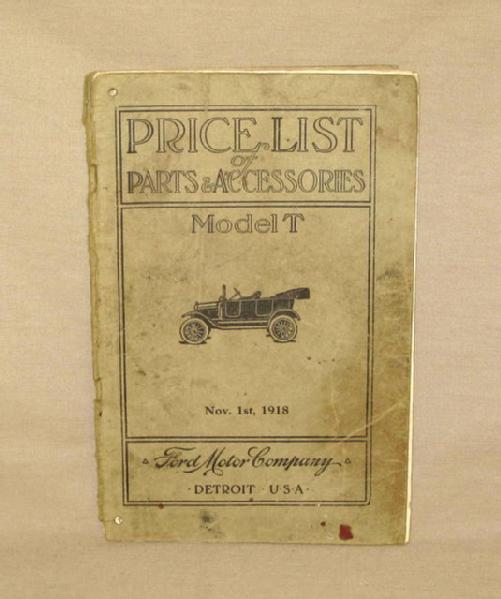 PRICE LIST
of
PARTS & ACCESSORIES
Model T
Nov. 1st, 1918
Ford Motor Company
· DETROIT · U·S·A ·